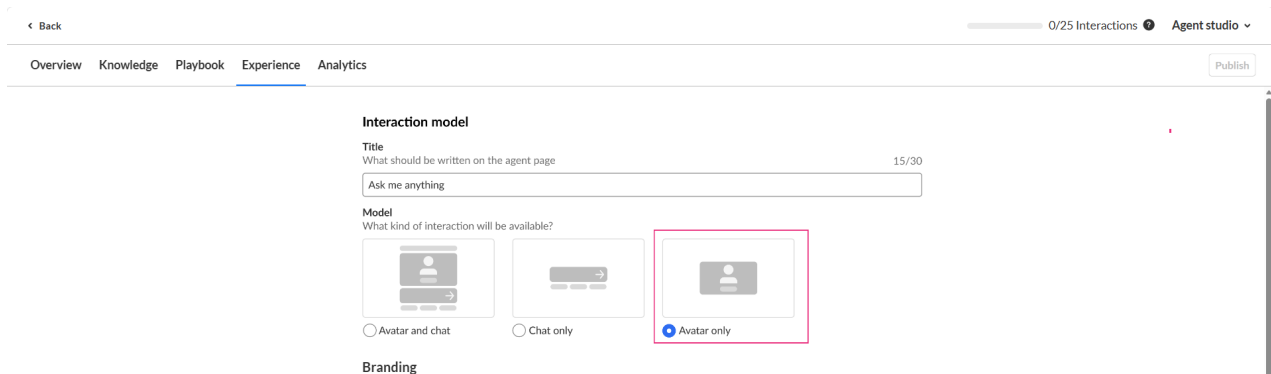 Back
0/25 Interactions ?
Agent studio
Overview Knowledge Playbook Experience Analytics
Publish
Interaction model
Title
What should be written on the agent page 15/30
Ask me anything
Model
What kind of interaction will be available?
Avatar and chat Chat only Avatar only
Branding